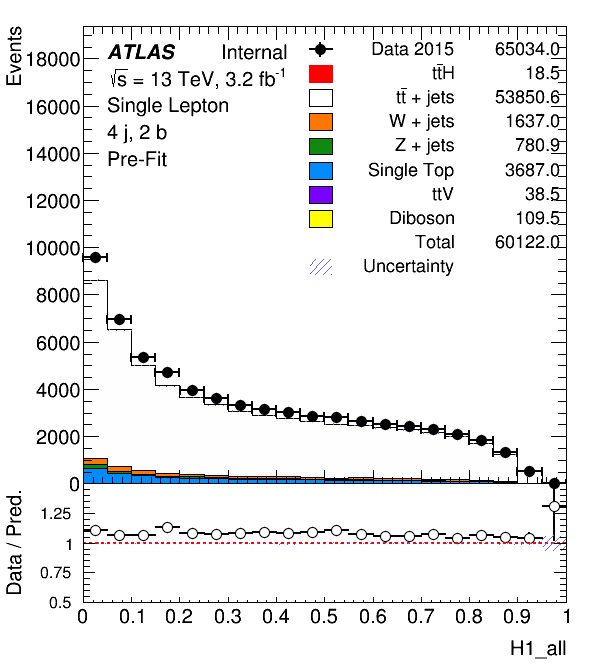 Events
18000
16000
14000
12000
10000
8000
6000
4000
2000
0
ATLAS Internal
√s = 13 TeV, 3.2 fb⁻¹
Single Lepton
4 j, 2 b
Pre-Fit
Data 2015 65034.0
tt̄H 18.5
tt̄ + jets 53850.6
W + jets 1637.0
Z + jets 780.9
Single Top 3687.0
ttV 38.5
Diboson 109.5
Total 60122.0
Uncertainty
Data / Pred.
1.25
1
0.75
0.5
0 0.1 0.2 0.3 0.4 0.5 0.6 0.7 0.8 0.9 1
H1_all